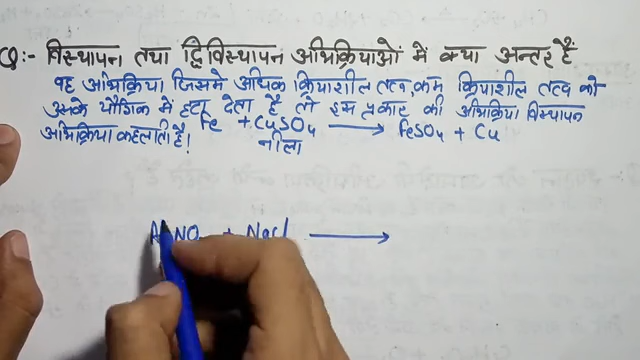 Q:- विस्थापन तथा द्विविस्थापन अभिक्रियाओं में क्या अन्तर है
वह अभिक्रिया जिसमे अधिक क्रियाशील तत्व कम क्रियाशील तत्व को
उसके यौगिक में हटा देता है तो इस प्रकार की अभिक्रिया विस्थापन
अभिक्रिया कहलाती है! Fe + CuSO4 → FeSO4 + Cu
नीला
NO + NaCl →